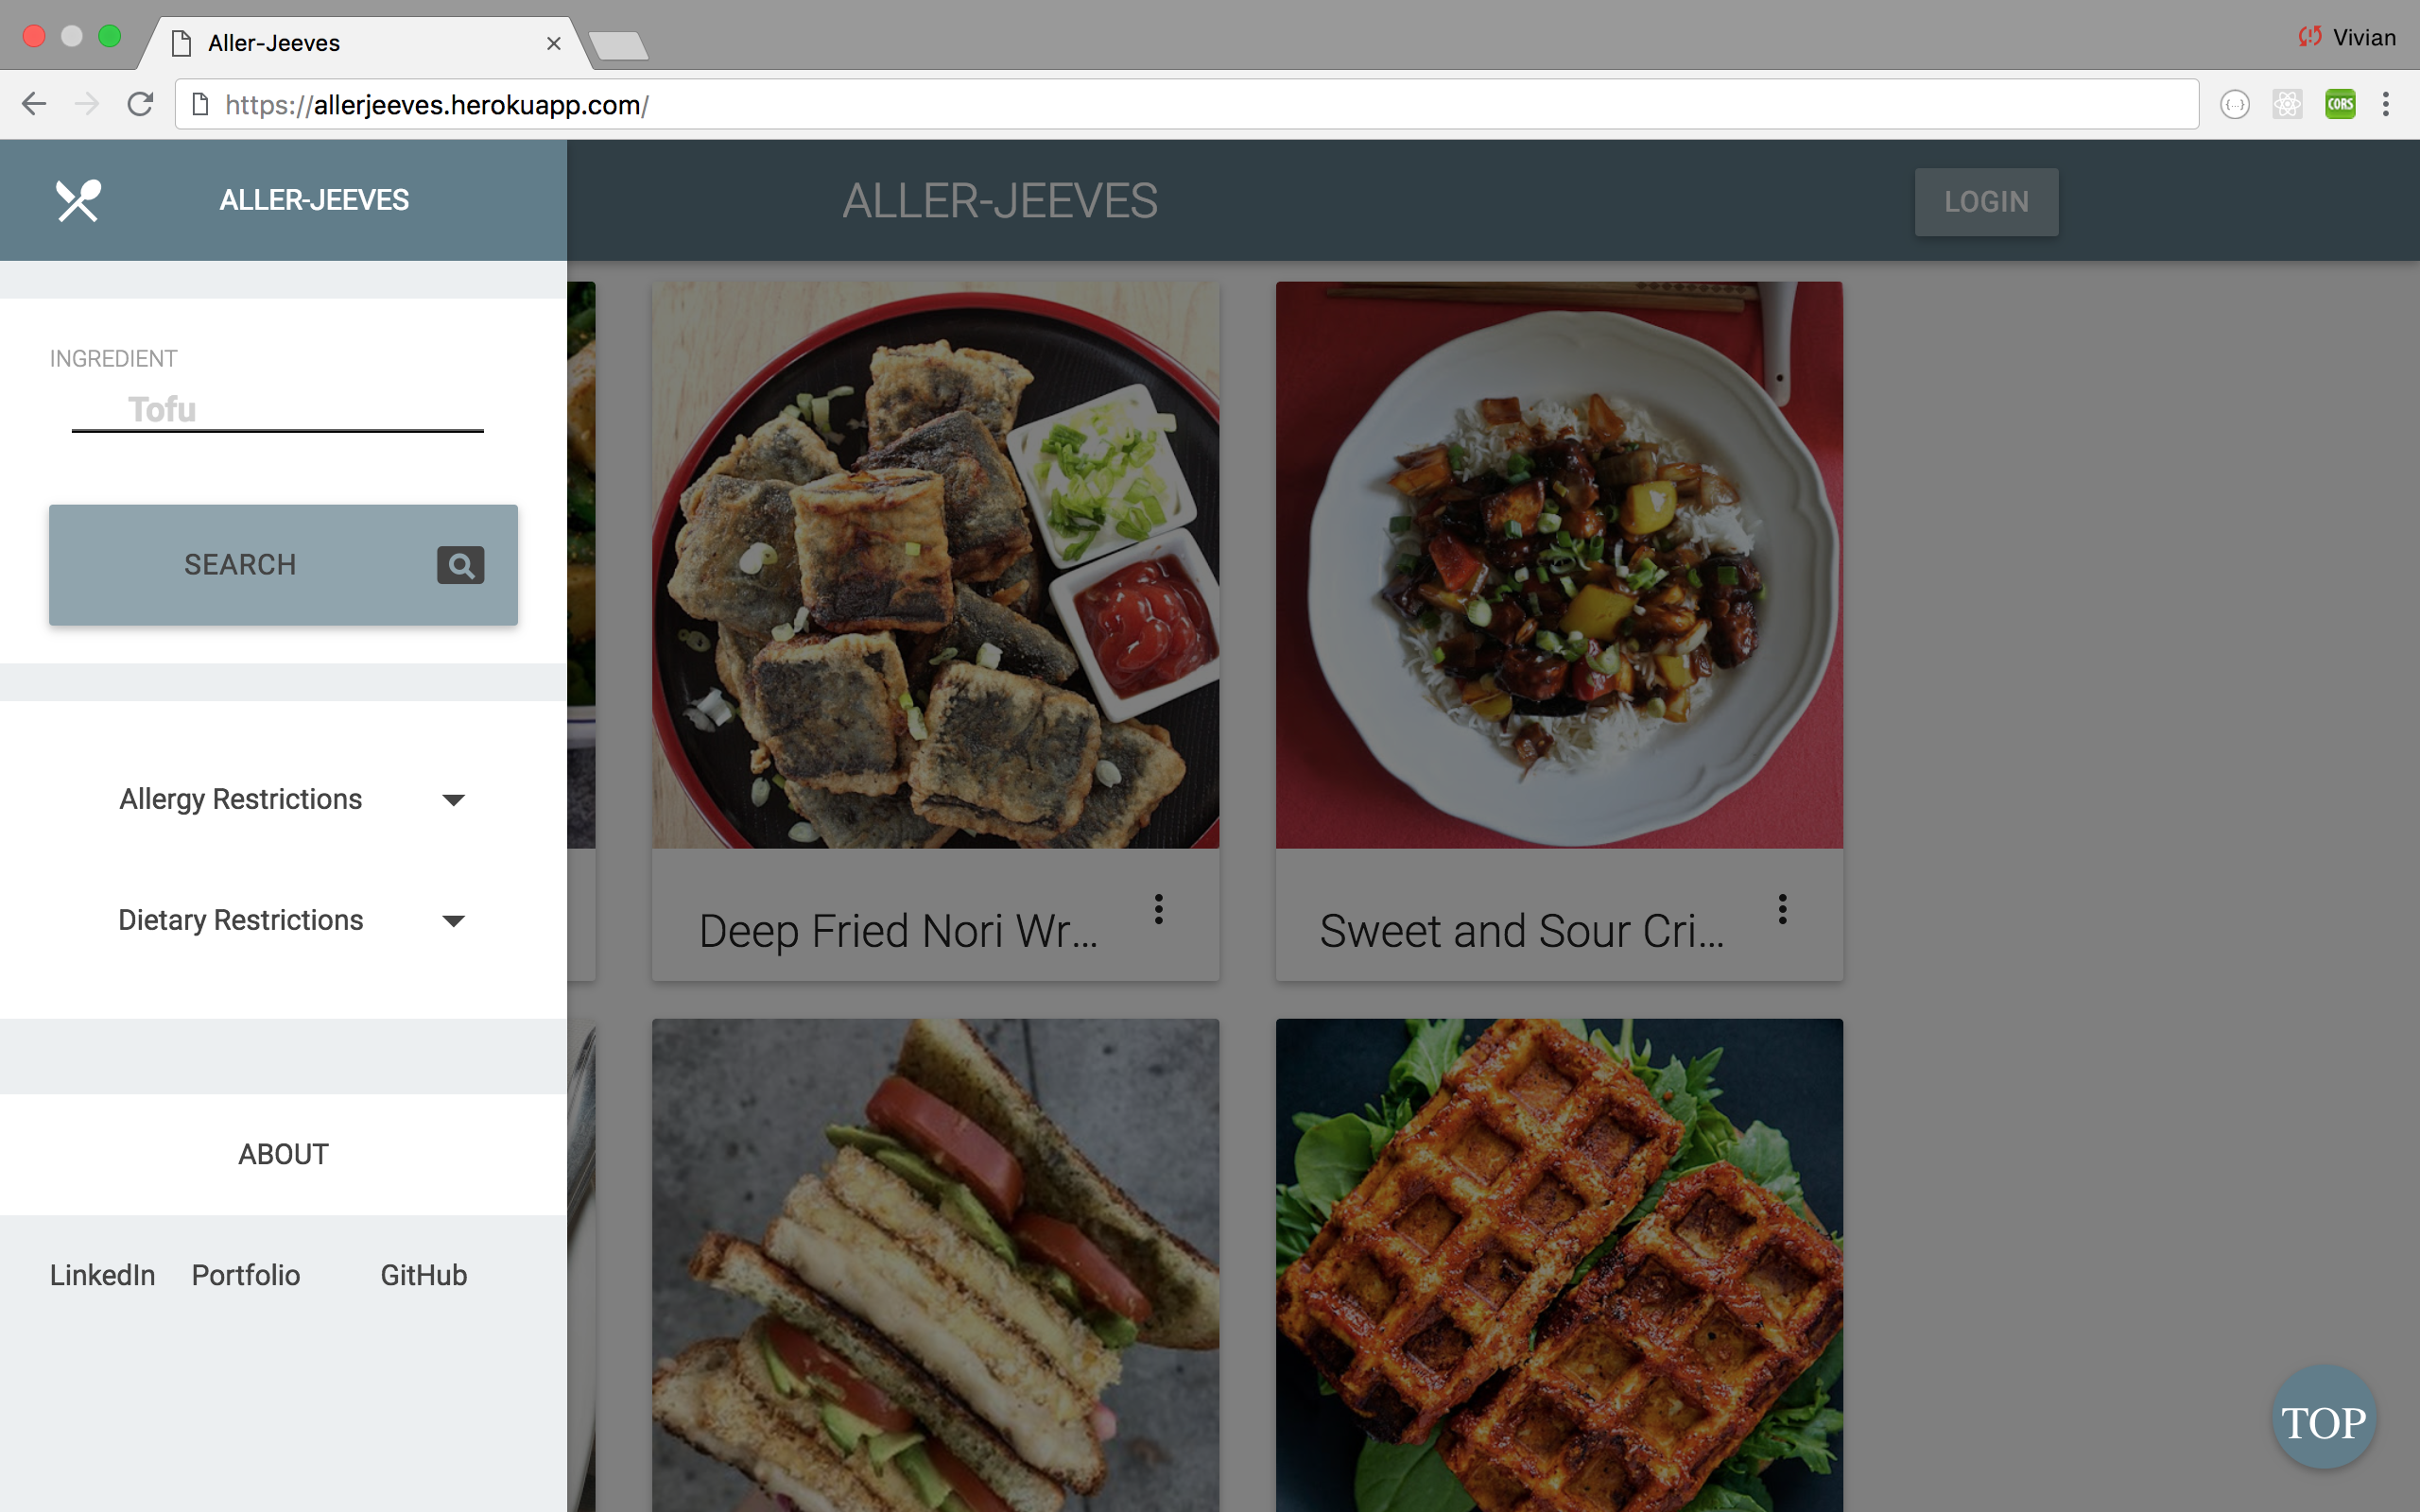 Aller-Jeeves
Vivian
https://allerjeeves.herokuapp.com/
{...}
CORS
ALLER-JEEVES
ALLER-JEEVES
LOGIN
INGREDIENT
Tofu
SEARCH
Allergy Restrictions
Dietary Restrictions
Deep Fried Nori Wr...
Sweet and Sour Cri...
ABOUT
LinkedIn Portfolio GitHub
TOP